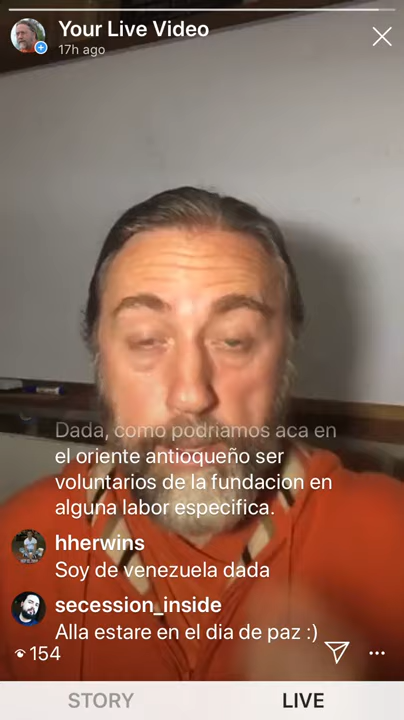 Your Live Video
17h ago
Dada, como podriamos aca en
el oriente antioqueño ser
voluntarios de la fundacion en
alguna labor especifica.
hherwins
Soy de venezuela dada
secession_inside
Alla estare en el dia de paz :)
154
STORY
LIVE